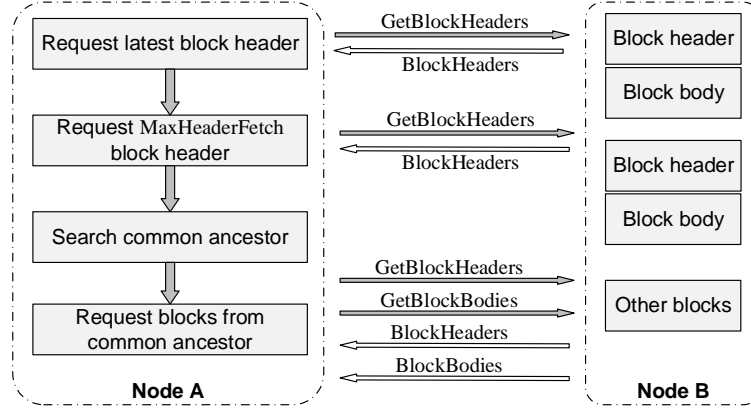 Request latest block header
Request MaxHeaderFetch
block header
Search common ancestor
Request blocks from
common ancestor
Node A
GetBlockHeaders
BlockHeaders
GetBlockHeaders
BlockHeaders
GetBlockHeaders
GetBlockBodies
BlockHeaders
BlockBodies
Block header
Block body
Block header
Block body
Other blocks
Node B